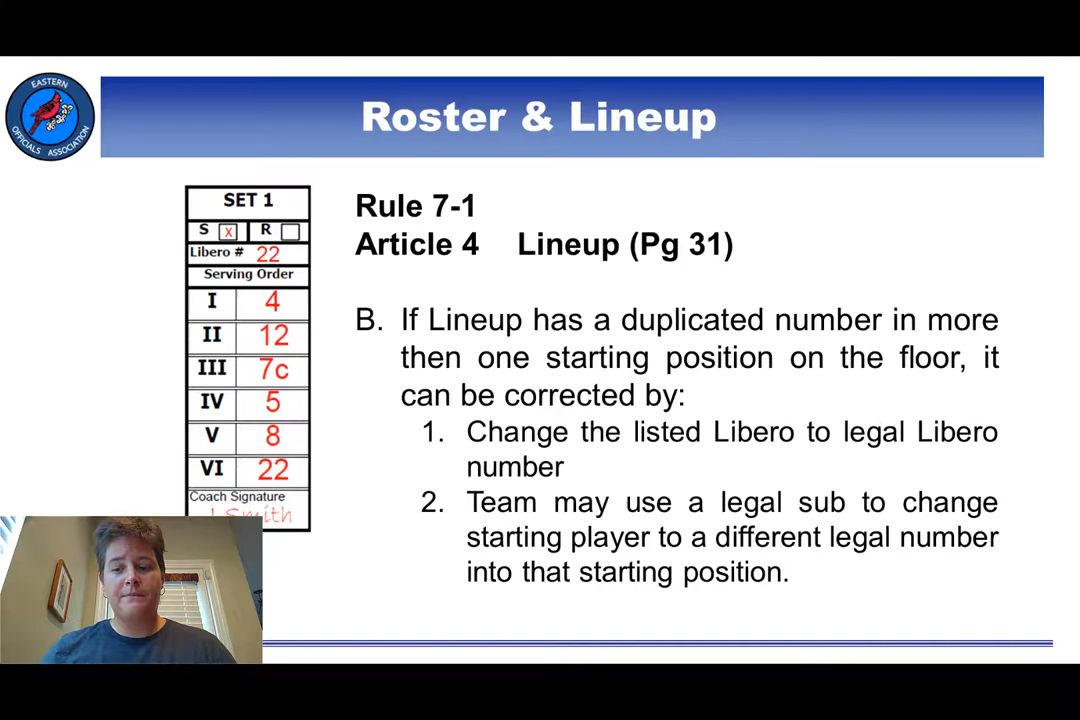 EASTERN
OFFICIALS ASSOCIATION
Roster & Lineup
SET 1
S X R
Libero # 22
Serving Order
I 4
II 12
III 7c
IV 5
V 8
VI 22
Coach Signature
J Smith
Rule 7-1
Article 4 Lineup (Pg 31)
B. If Lineup has a duplicated number in more
then one starting position on the floor, it
can be corrected by:
1. Change the listed Libero to legal Libero
number
2. Team may use a legal sub to change
starting player to a different legal number
into that starting position.